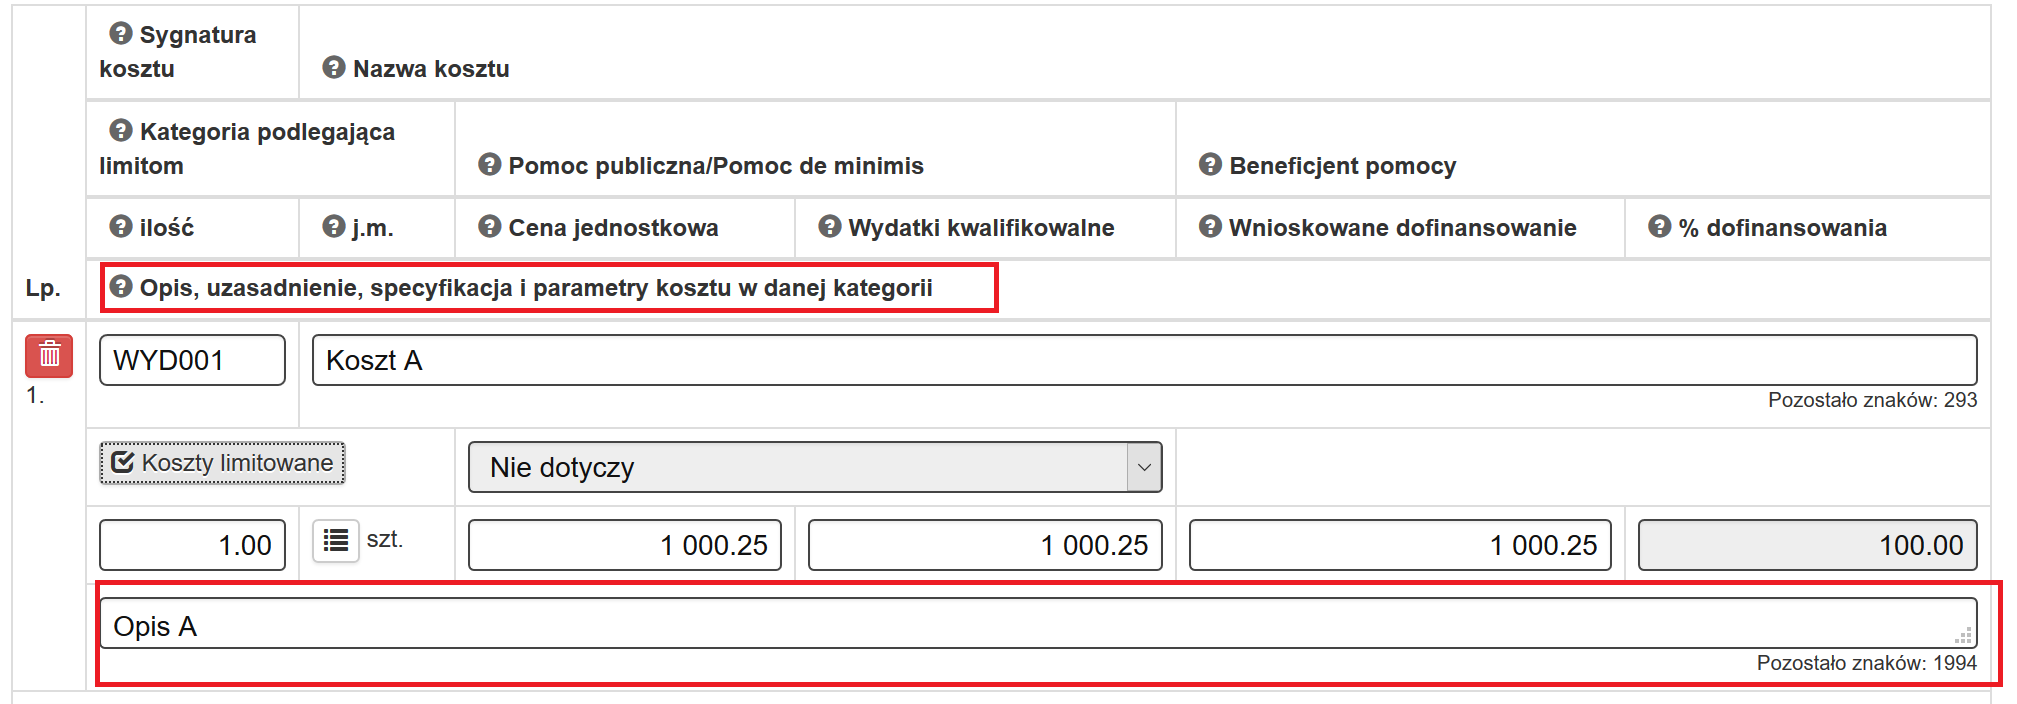 Sygnatura
kosztu
Nazwa kosztu
Kategoria podlegająca
limitom
Pomoc publiczna/Pomoc de minimis
Beneficjent pomocy
ilość
j.m.
Cena jednostkowa
Wydatki kwalifikowalne
Wnioskowane dofinansowanie
% dofinansowania
Lp.
Opis, uzasadnienie, specyfikacja i parametry kosztu w danej kategorii
WYD001
Koszt A
1.
Pozostało znaków: 293
Koszty limitowane
Nie dotyczy
1.00
szt.
1 000.25
1 000.25
1 000.25
100.00
Opis A
Pozostało znaków: 1994